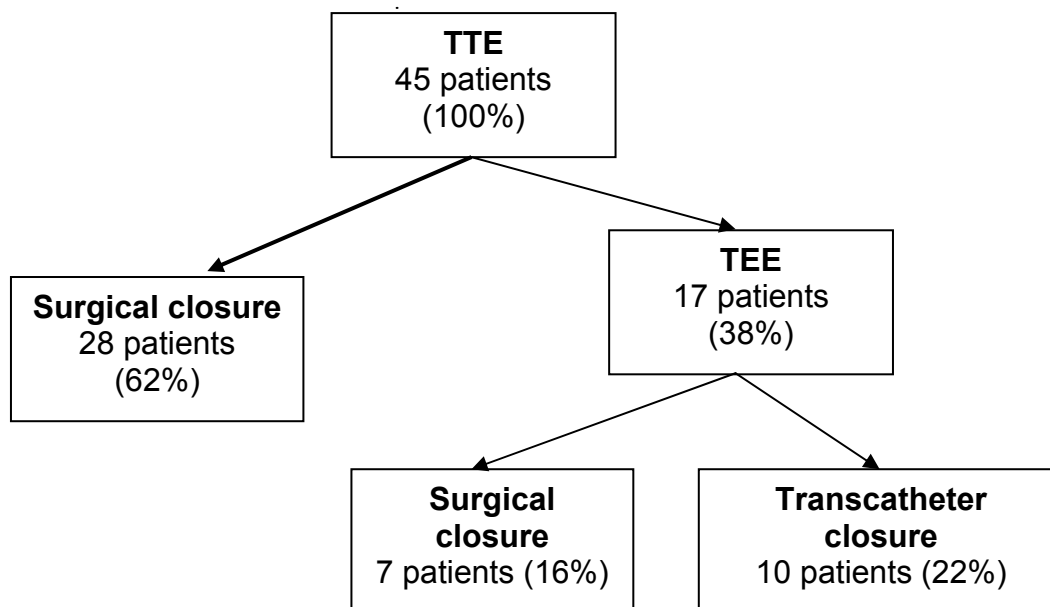 TTE
45 patients
(100%)
TEE
17 patients
(38%)
Surgical closure
28 patients
(62%)
Surgical
closure
7 patients (16%)
Transcatheter
closure
10 patients (22%)